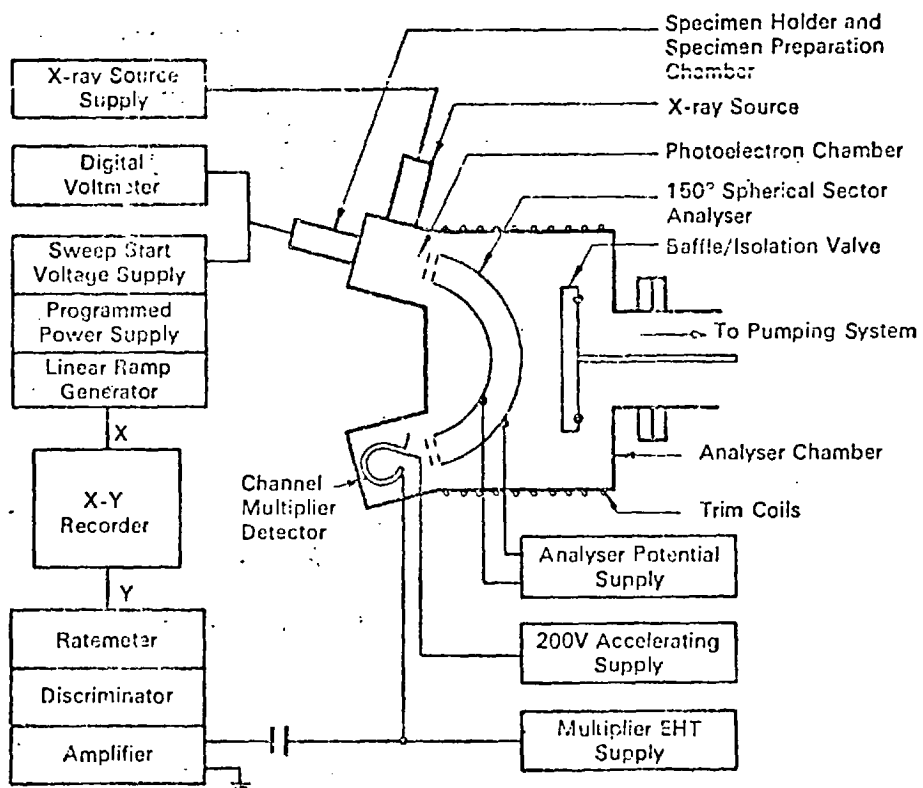 Specimen Holder and
Specimen Preparation
Chamber
X-ray Source
Supply
X-ray Source
Digital
Voltmeter
Photoelectron Chamber
150° Spherical Sector
Analyser
Baffle/Isolation Valve
Sweep Start
Voltage Supply
Programmed
Power Supply
Linear Ramp
Generator
To Pumping System
X
X-Y
Recorder
Y
Channel
Multiplier
Detector
Analyser Chamber
Trim Coils
Analyser Potential
Supply
200V Accelerating
Supply
Multiplier EHT
Supply
Ratemeter
Discriminator
Amplifier